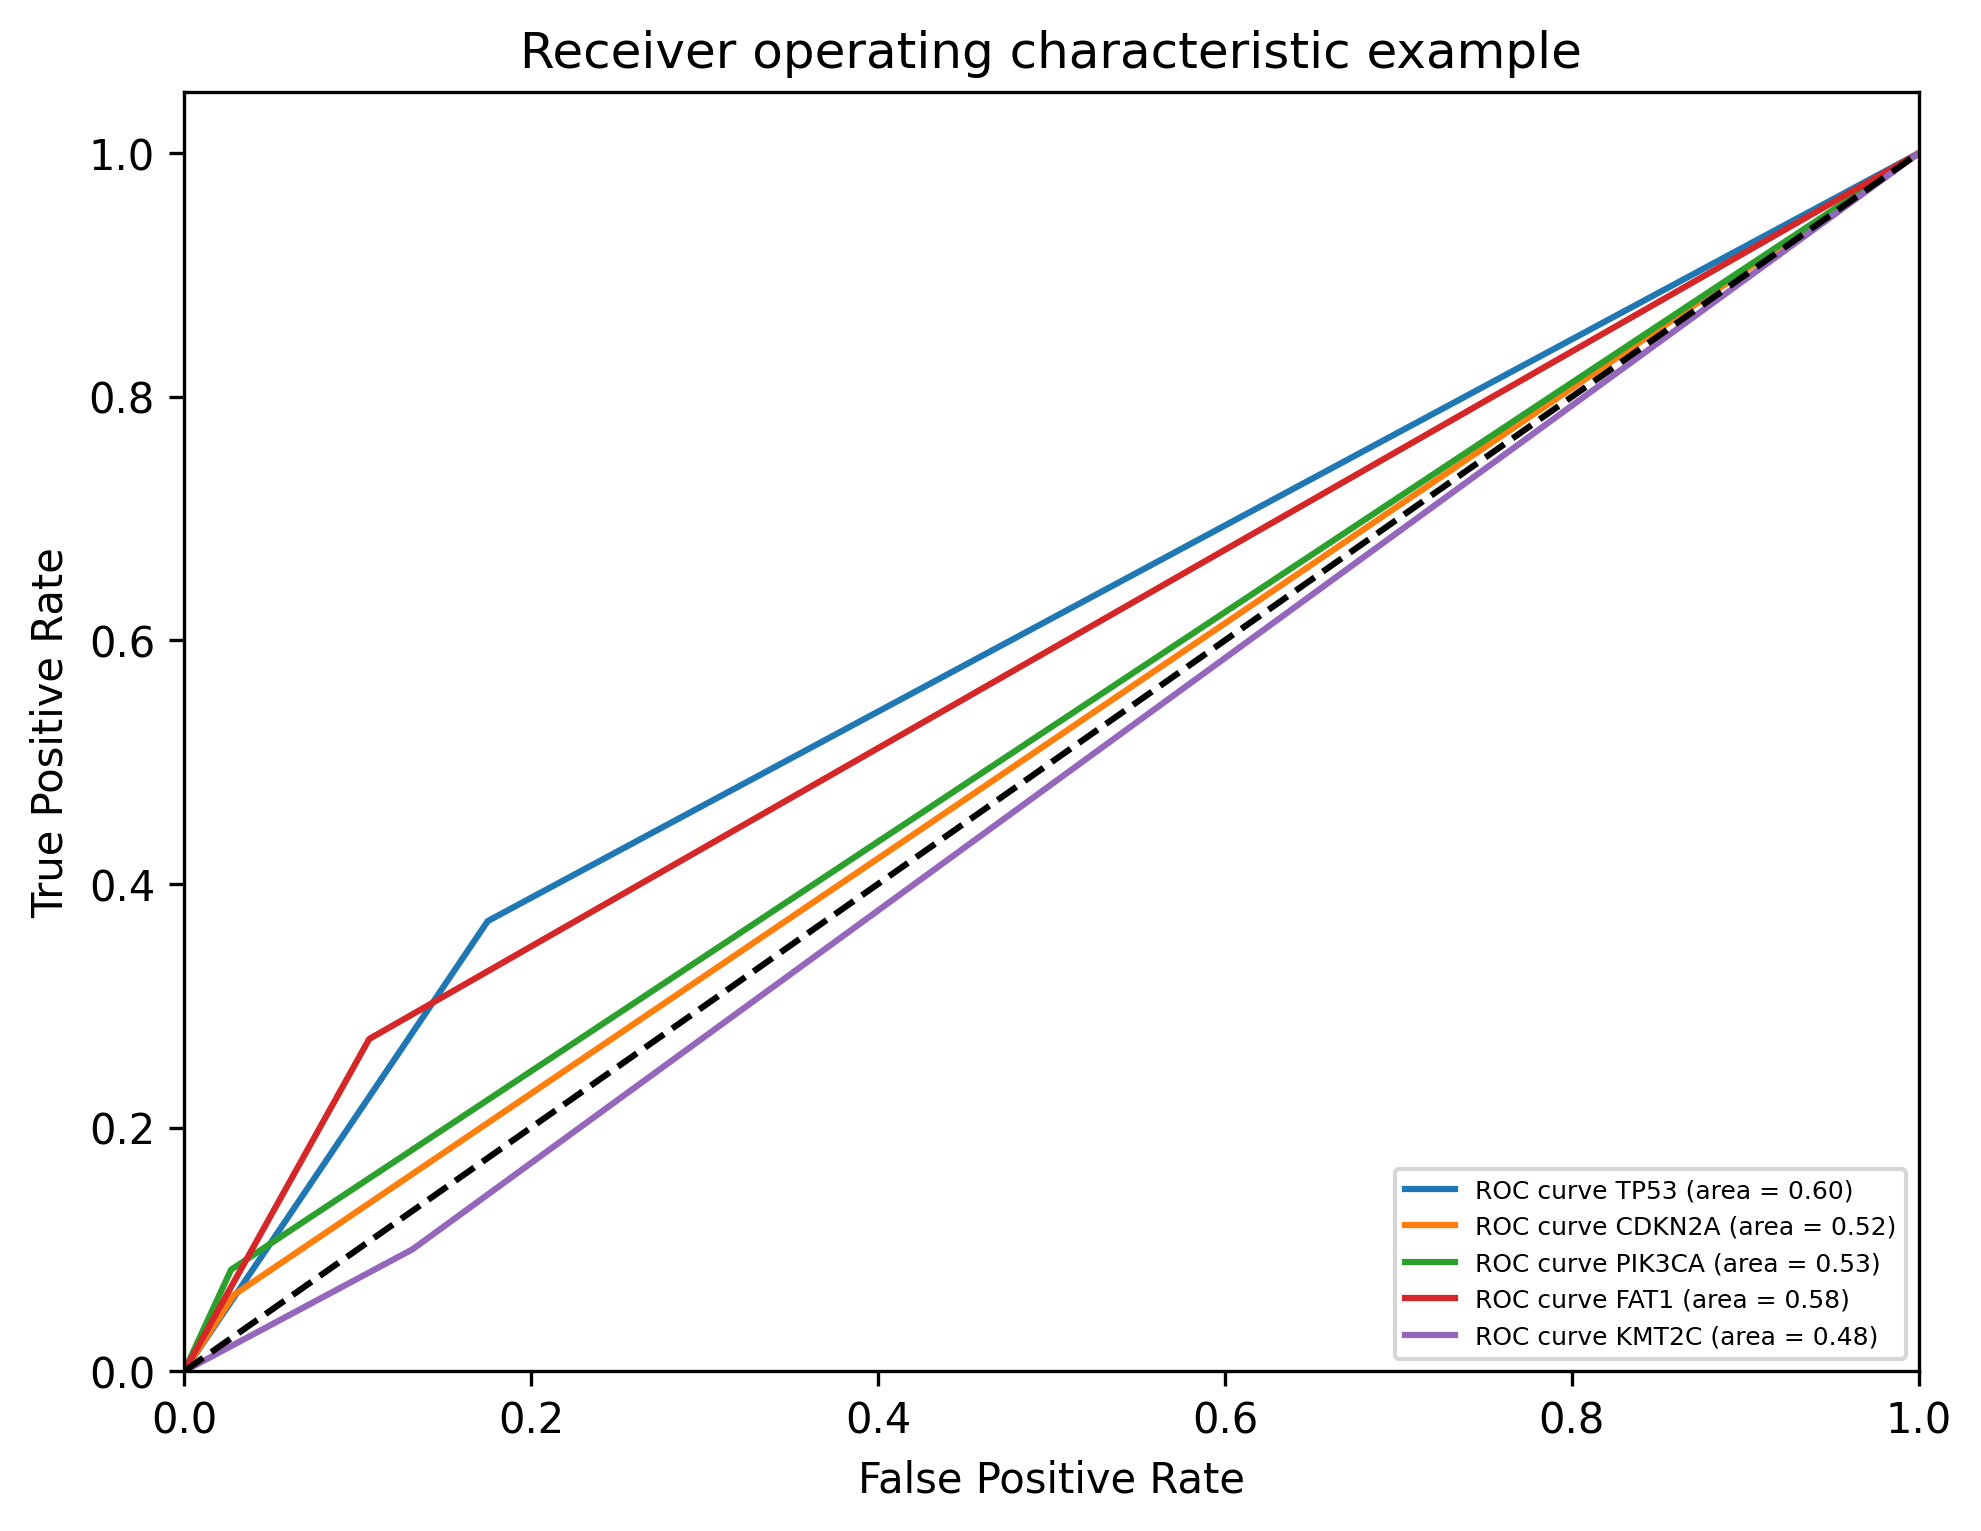 Receiver operating characteristic example
True Positive Rate
1.0
0.8
0.6
0.4
0.2
0.0
ROC curve TP53 (area = 0.60)
ROC curve CDKN2A (area = 0.52)
ROC curve PIK3CA (area = 0.53)
ROC curve FAT1 (area = 0.58)
ROC curve KMT2C (area = 0.48)
0.0 0.2 0.4 0.6 0.8 1.0
False Positive Rate